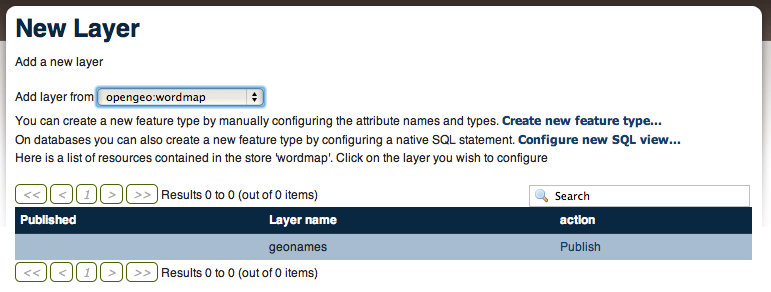 New Layer
Add a new layer
Add layer from opengeo:wordmap
You can create a new feature type by manually configuring the attribute names and types. Create new feature type...
On databases you can also create a new feature type by configuring a native SQL statement. Configure new SQL view...
Here is a list of resources contained in the store 'wordmap'. Click on the layer you wish to configure
<< < 1 > >> Results 0 to 0 (out of 0 items) Search
Published Layer name action
geonames Publish
<< < 1 > >> Results 0 to 0 (out of 0 items)